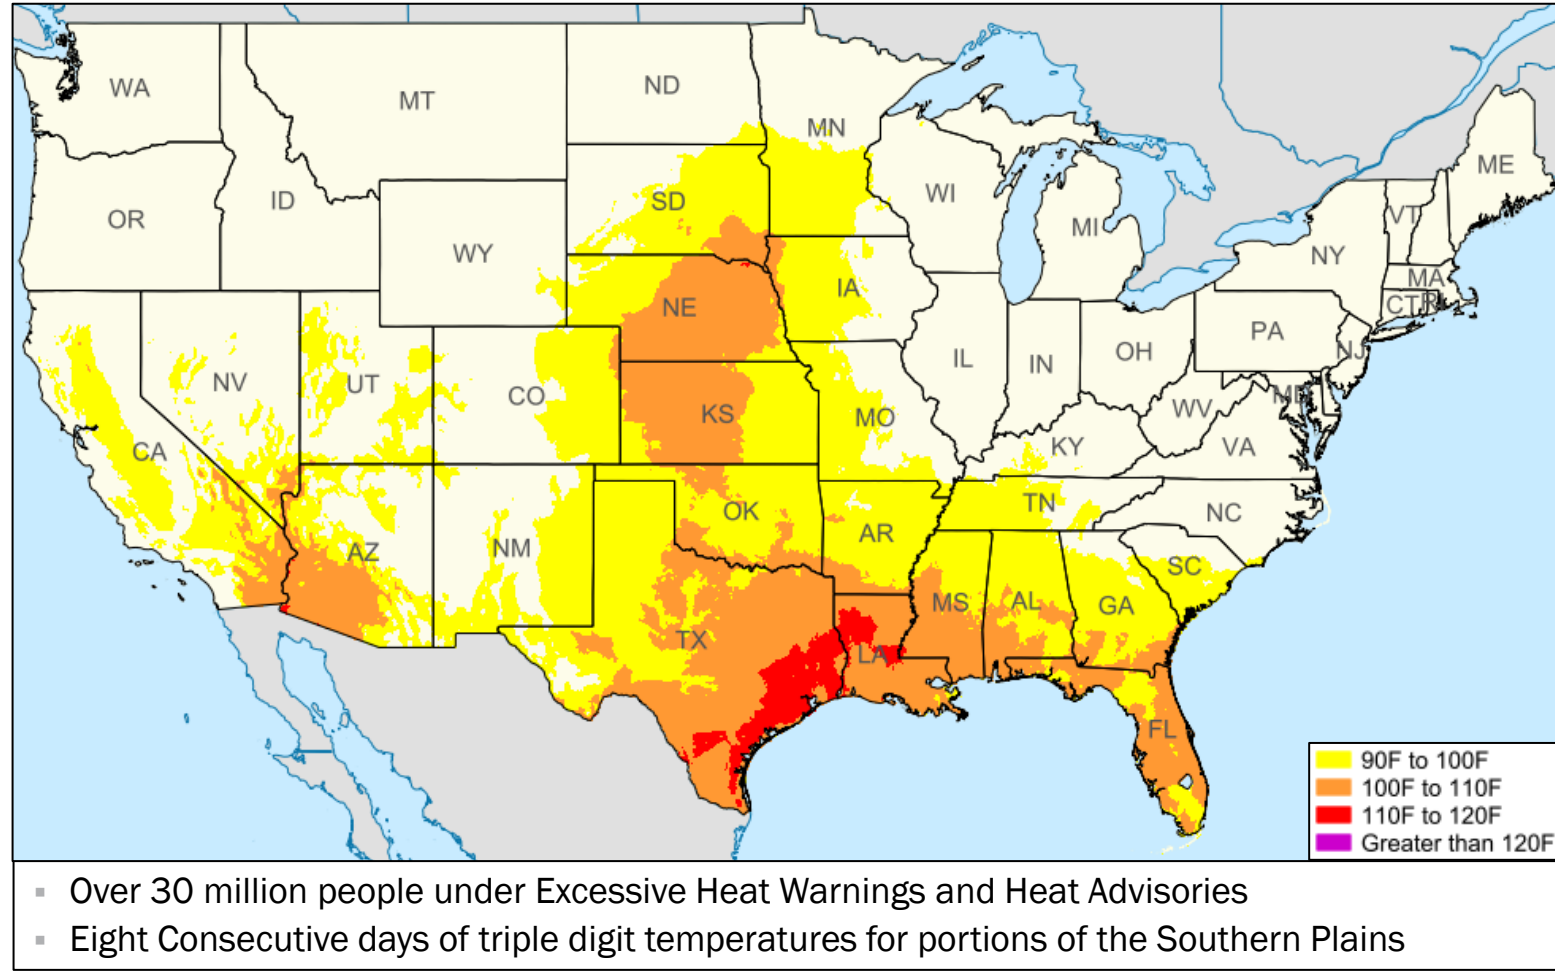 WA
MT
ND
MN
ME
OR
ID
SD
WI
MI
VT
WY
NY
MA
NE
IA
CT RI
PA
NV
UT
CO
IL
IN
OH
NJ
KS
MO
WV
MD
CA
KY
VA
OK
TN
NC
AZ
NM
AR
SC
TX
MS
AL
GA
LA
FL
90F to 100F
100F to 110F
110F to 120F
Greater than 120F
▪ Over 30 million people under Excessive Heat Warnings and Heat Advisories
▪ Eight Consecutive days of triple digit temperatures for portions of the Southern Plains